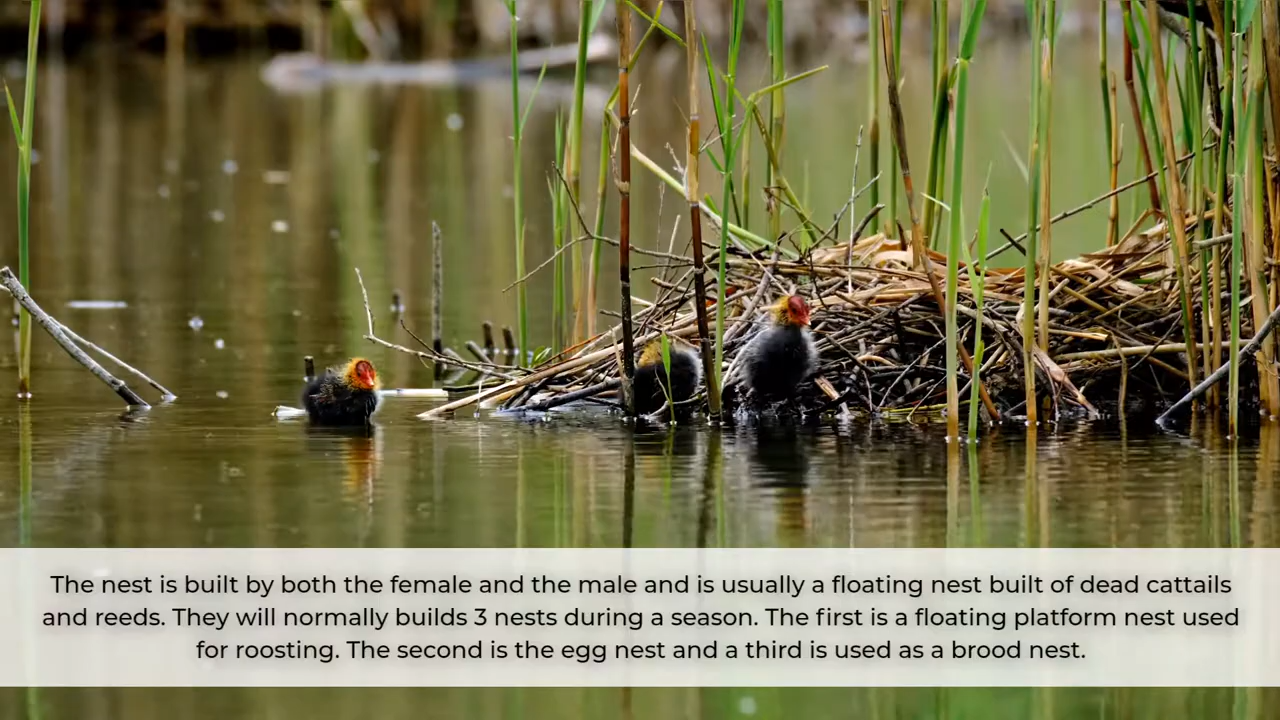 The nest is built by both the female and the male and is usually a floating nest built of dead cattails
and reeds. They will normally builds 3 nests during a season. The first is a floating platform nest used
for roosting. The second is the egg nest and a third is used as a brood nest.